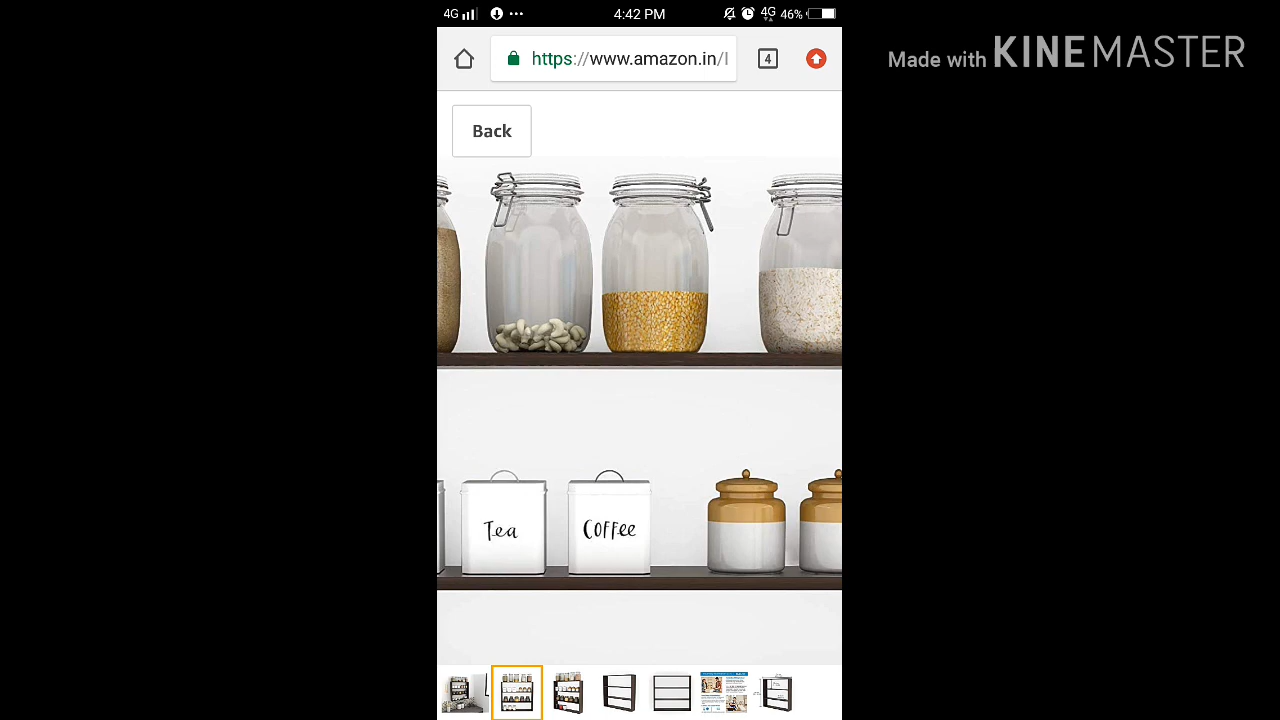 4G 4:42 PM 4G 46%
https://www.amazon.in/l 4
Made with KINEMASTER
Back
Tea Coffee